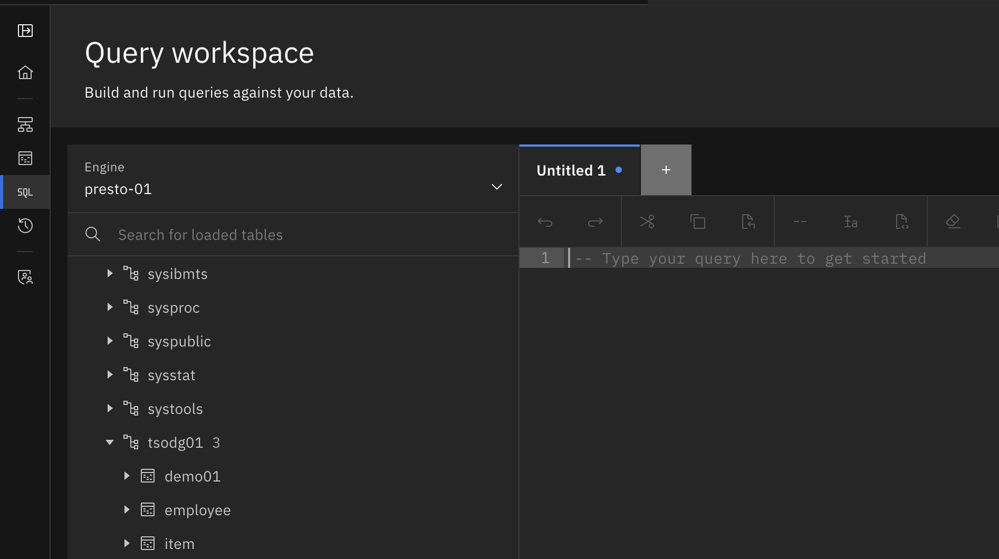 Query workspace
Build and run queries against your data.
SQL
Engine
presto-01
Search for loaded tables
sysibmts
sysproc
syspublic
sysstat
systools
tsodg01 3
demo01
employee
item
Untitled 1
+
1 -- Type your query here to get started